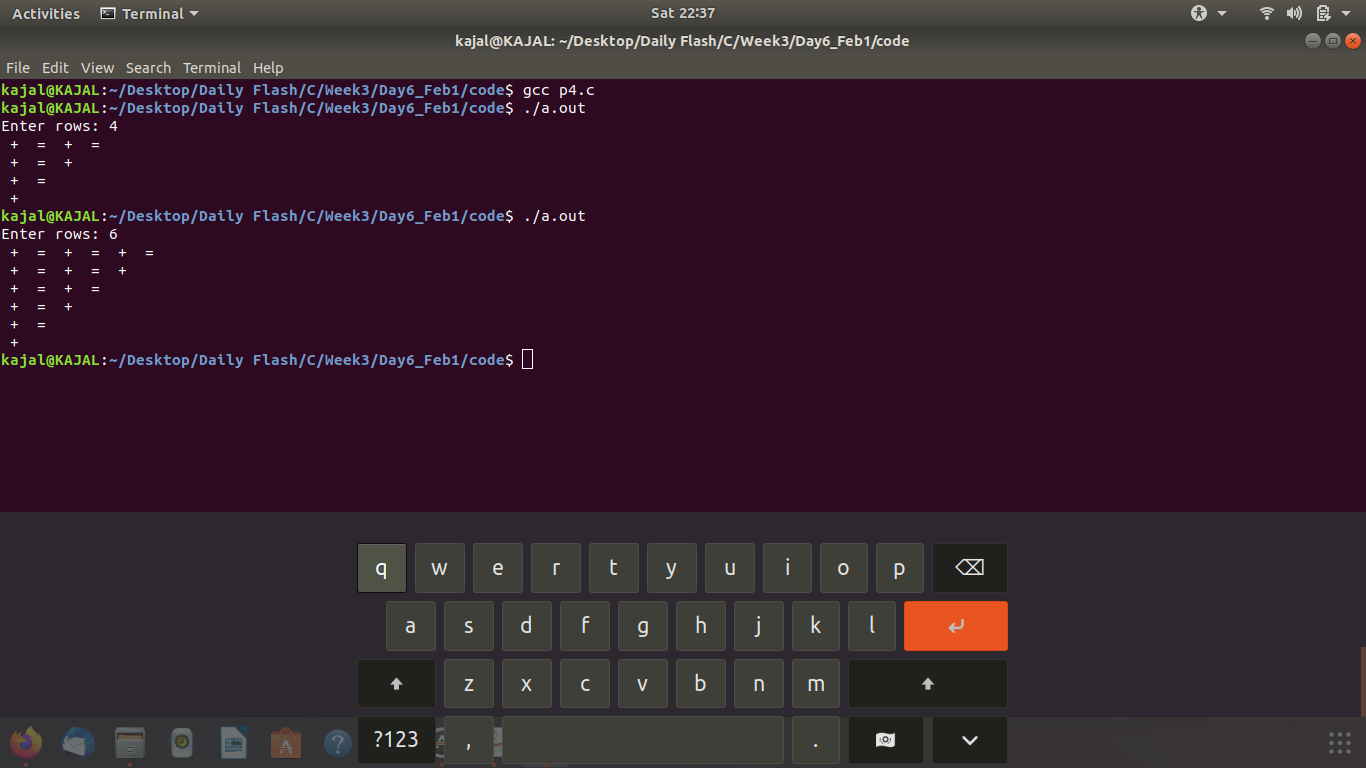 Activities Terminal Sat 22:37
kajal@KAJAL: ~/Desktop/Daily Flash/C/Week3/Day6_Feb1/code
File Edit View Search Terminal Help
kajal@KAJAL:~/Desktop/Daily Flash/C/Week3/Day6_Feb1/code$ gcc p4.c
kajal@KAJAL:~/Desktop/Daily Flash/C/Week3/Day6_Feb1/code$ ./a.out
Enter rows: 4
 +  =  +  =
 +  =  +
 +  =
 +
kajal@KAJAL:~/Desktop/Daily Flash/C/Week3/Day6_Feb1/code$ ./a.out
Enter rows: 6
 +  =  +  =  +  =
 +  =  +  =  +
 +  =  +  =
 +  =  +
 +  =
 +
kajal@KAJAL:~/Desktop/Daily Flash/C/Week3/Day6_Feb1/code$
q w e r t y u i o p
a s d f g h j k l
z x c v b n m
?123 , .